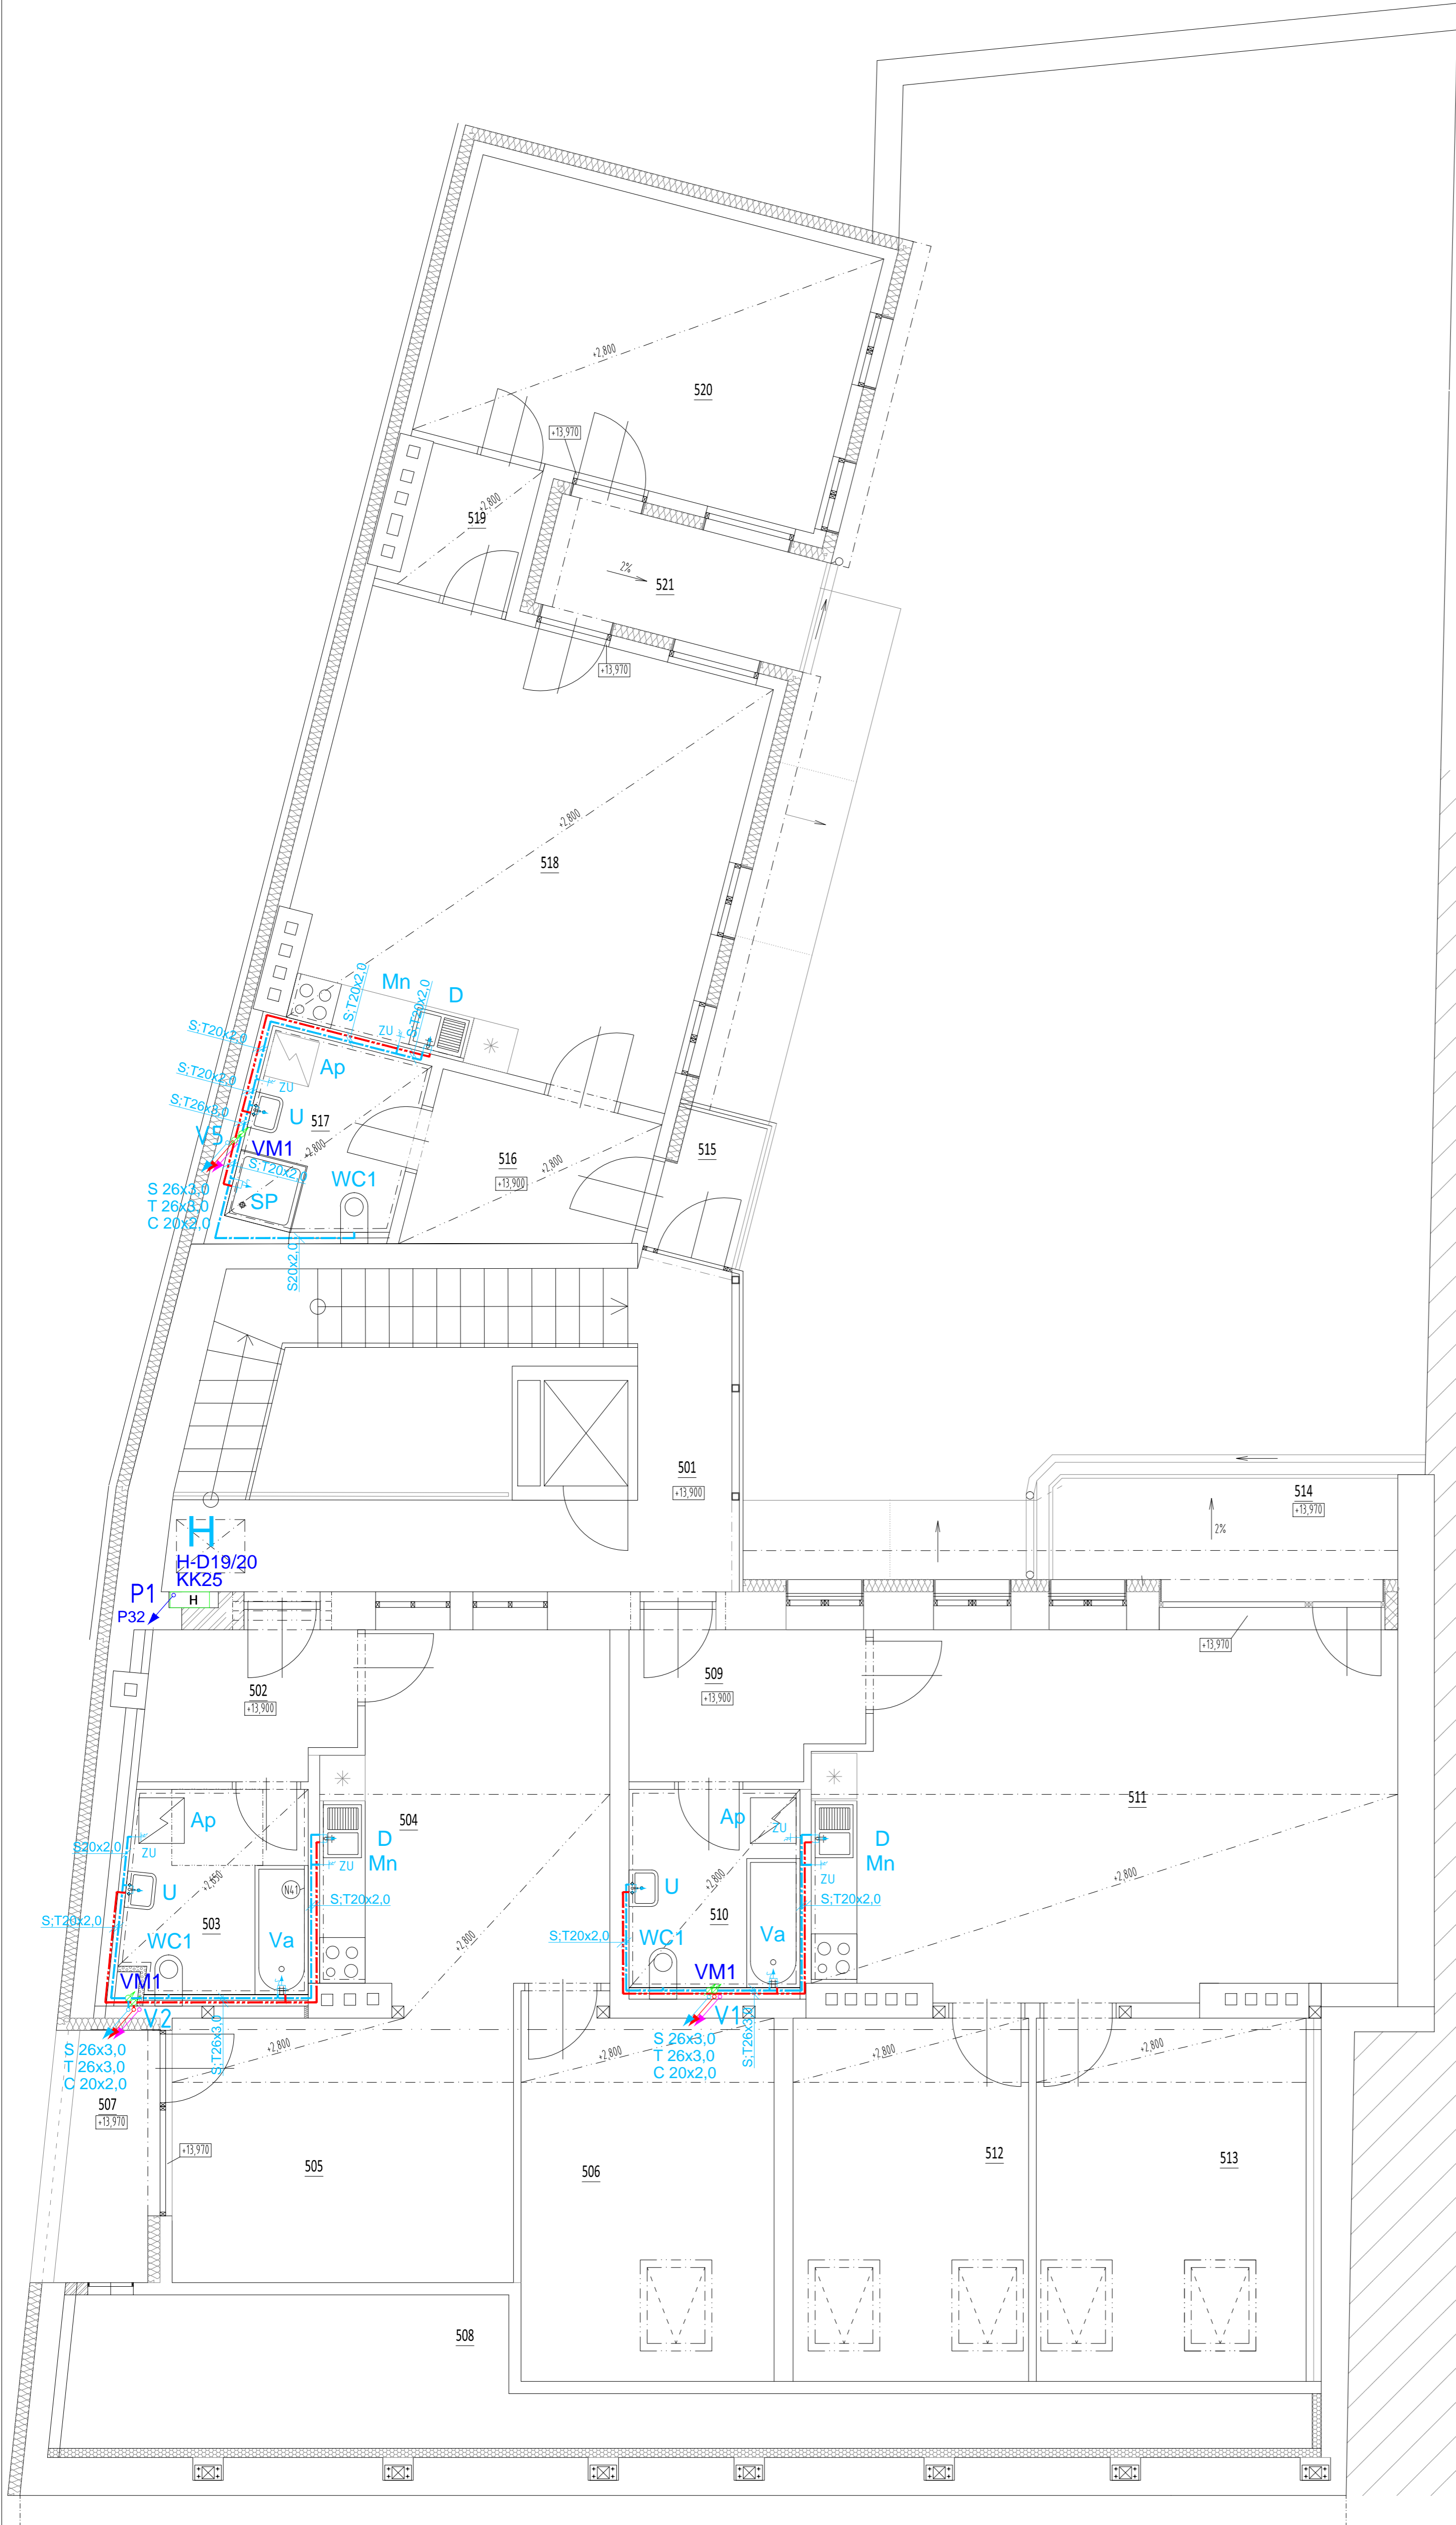 +2,800
520
+13,970
+2,800
519
2%
521
+13,970
+2,800
518
S;T20x2,0
Mn
S;T20x2,0
D
S;T20x2,0
ZU
Ap
S;T20x2,0
ZU
S;T26x3,0
U
517
V5
VM1
+2,800
515
516
+2,800
S;T20x2,0
WC1
+13,900
S 26x3,0
T 26x3,0
C 20x2,0
SP
S20x2,0
501
+13,900
514
+13,970
2%
H
H-D19/20
KK25
P1
H
P32
+13,970
502
+13,900
509
+13,900
511
Ap
504
Ap
S20x2,0
ZU
D
Mn
ZU
ZU
D
Mn
ZU
+2,650
N41
+2,800
+2,800
U
S;T20x2,0
U
S;T20x2,0
S;T20x2,0
503
510
WC1
Va
+2,800
S;T20x2,0
WC1
Va
VM1
VM1
V2
V1
S 26x3,0
T 26x3,0
C 20x2,0
S;T26x3,0
+2,800
+2,800
S 26x3,0
T 26x3,0
C 20x2,0
S;T26x3,0
+2,800
+2,800
507
+13,970
+13,970
505
506
512
513
508